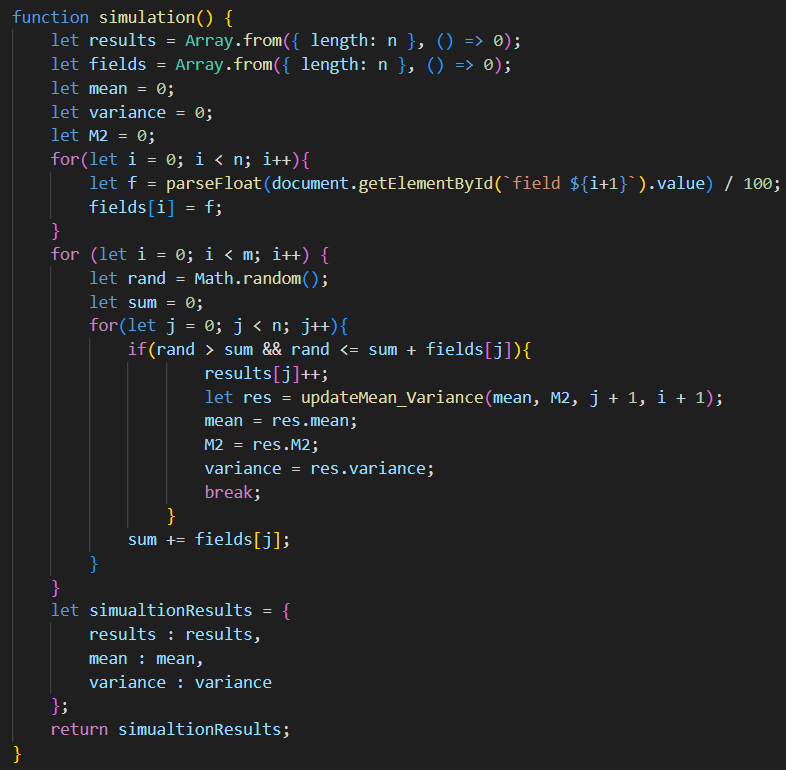 function simulation() {
    let results = Array.from({ length: n }, () => 0);
    let fields = Array.from({ length: n }, () => 0);
    let mean = 0;
    let variance = 0;
    let M2 = 0;
    for(let i = 0; i < n; i++){
        let f = parseFloat(document.getElementById(`field ${i+1}`).value) / 100;
        fields[i] = f;
    }
    for (let i = 0; i < m; i++) {
        let rand = Math.random();
        let sum = 0;
        for(let j = 0; j < n; j++){
            if(rand > sum && rand <= sum + fields[j]){
                    results[j]++;
                    let res = updateMean_Variance(mean, M2, j + 1, i + 1);
                    mean = res.mean;
                    M2 = res.M2;
                    variance = res.variance;
                    break;
                }
            sum += fields[j];
        }
    }
    let simualtionResults = {
        results : results,
        mean : mean,
        variance : variance
    };
    return simualtionResults;
}